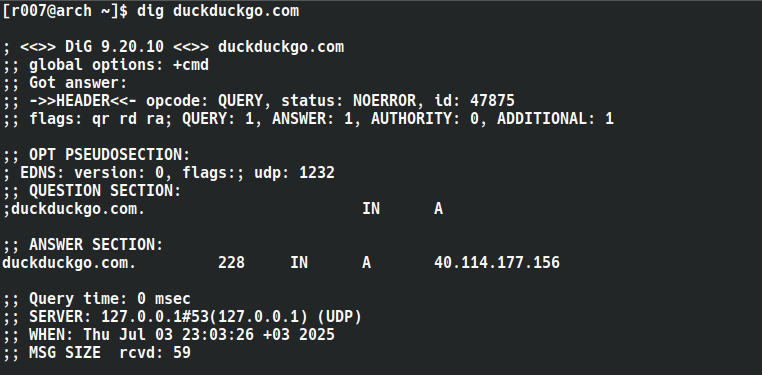 [r007@arch ~]$ dig duckduckgo.com
; <<>> DiG 9.20.10 <<>> duckduckgo.com
;; global options: +cmd
;; Got answer:
;; ->>HEADER<<- opcode: QUERY, status: NOERROR, id: 47875
;; flags: qr rd ra; QUERY: 1, ANSWER: 1, AUTHORITY: 0, ADDITIONAL: 1
;; OPT PSEUDOSECTION:
; EDNS: version: 0, flags:; udp: 1232
;; QUESTION SECTION:
;duckduckgo.com. IN A
;; ANSWER SECTION:
duckduckgo.com. 228 IN A 40.114.177.156
;; Query time: 0 msec
;; SERVER: 127.0.0.1#53(127.0.0.1) (UDP)
;; WHEN: Thu Jul 03 23:03:26 +03 2025
;; MSG SIZE rcvd: 59